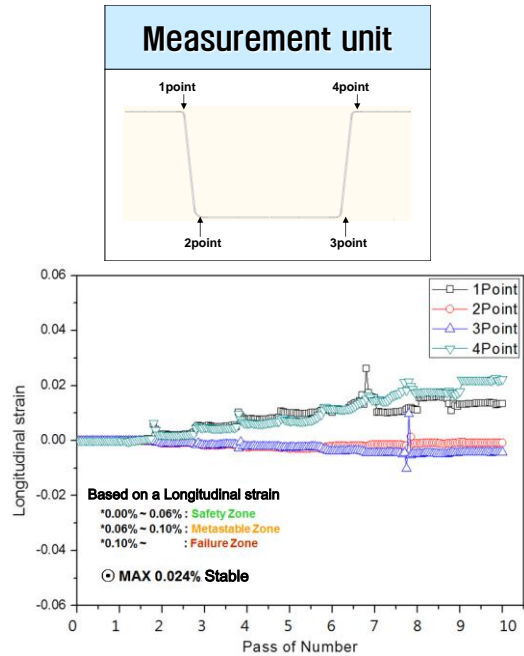 Measurement unit
1point
4point
2point
3point
0.06
0.04
0.02
0.00
-0.02
-0.04
-0.06
Longitudinal strain
1Point
2Point
3Point
4Point
Based on a Longitudinal strain
*0.00% ~ 0.06% : Safety Zone
*0.06% ~ 0.10% : Metastable Zone
*0.10% ~ : Failure Zone
⊙ MAX 0.024% Stable
0 1 2 3 4 5 6 7 8 9 10
Pass of Number